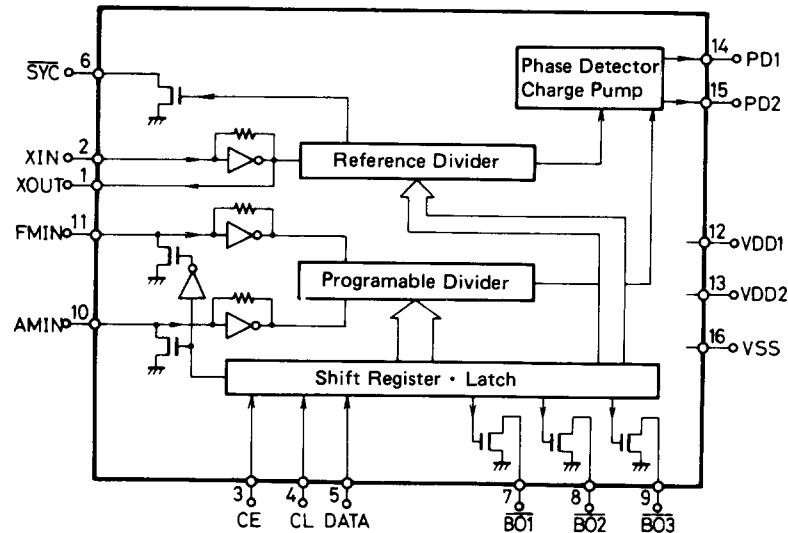 6
SYC
14
PD1
Phase Detector
Charge Pump
15
PD2
2
XIN
Reference Divider
1
XOUT
11
FMIN
12
VDD1
Programable Divider
13
VDD2
10
AMIN
16
VSS
Shift Register · Latch
3
4
5
7
8
9
CE
CL
DATA
BO1
BO2
BO3